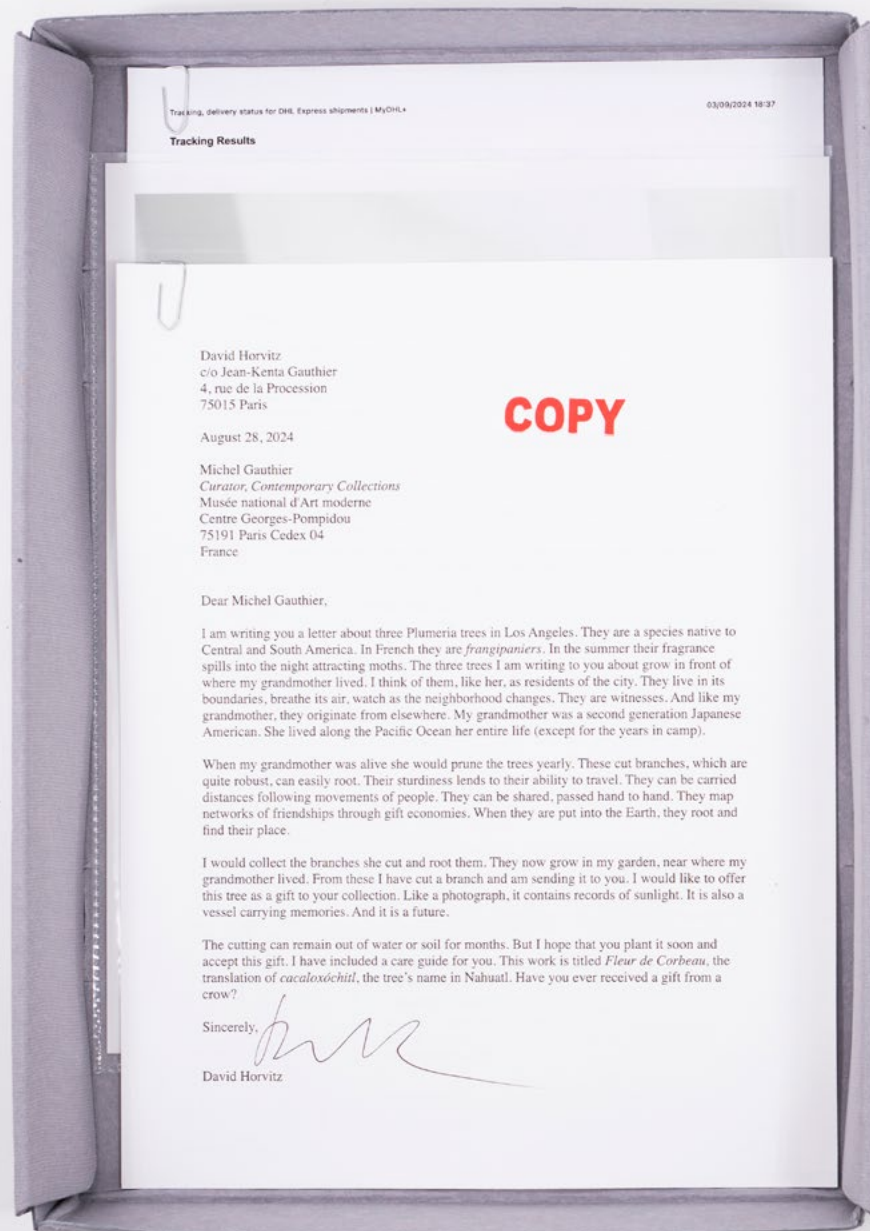 Tracking, delivery status for DHL Express shipments | MyDHL+
03/09/2024 18:37
Tracking Results
David Horvitz
c/o Jean-Kenta Gauthier
4, rue de la Procession
75015 Paris
COPY
August 28, 2024
Michel Gauthier
Curator, Contemporary Collections
Musée national d'Art moderne
Centre Georges-Pompidou
75191 Paris Cedex 04
France
Dear Michel Gauthier,
I am writing you a letter about three Plumeria trees in Los Angeles. They are a species native to
Central and South America. In French they are frangipaniers. In the summer their fragrance
spills into the night attracting moths. The three trees I am writing to you about grow in front of
where my grandmother lived. I think of them, like her, as residents of the city. They live in its
boundaries, breathe its air, watch as the neighborhood changes. They are witnesses. And like my
grandmother, they originate from elsewhere. My grandmother was a second generation Japanese
American. She lived along the Pacific Ocean her entire life (except for the years in camp).
When my grandmother was alive she would prune the trees yearly. These cut branches, which are
quite robust, can easily root. Their sturdiness lends to their ability to travel. They can be carried
distances following movements of people. They can be shared, passed hand to hand. They map
networks of friendships through gift economies. When they are put into the Earth, they root and
find their place.
I would collect the branches she cut and root them. They now grow in my garden, near where my
grandmother lived. From these I have cut a branch and am sending it to you. I would like to offer
this tree as a gift to your collection. Like a photograph, it contains records of sunlight. It is also a
vessel carrying memories. And it is a future.
The cutting can remain out of water or soil for months. But I hope that you plant it soon and
accept this gift. I have included a care guide for you. This work is titled Fleur de Corbeau, the
translation of cacaloxóchitl, the tree's name in Nahuatl. Have you ever received a gift from a
crow?
Sincerely,
David Horvitz